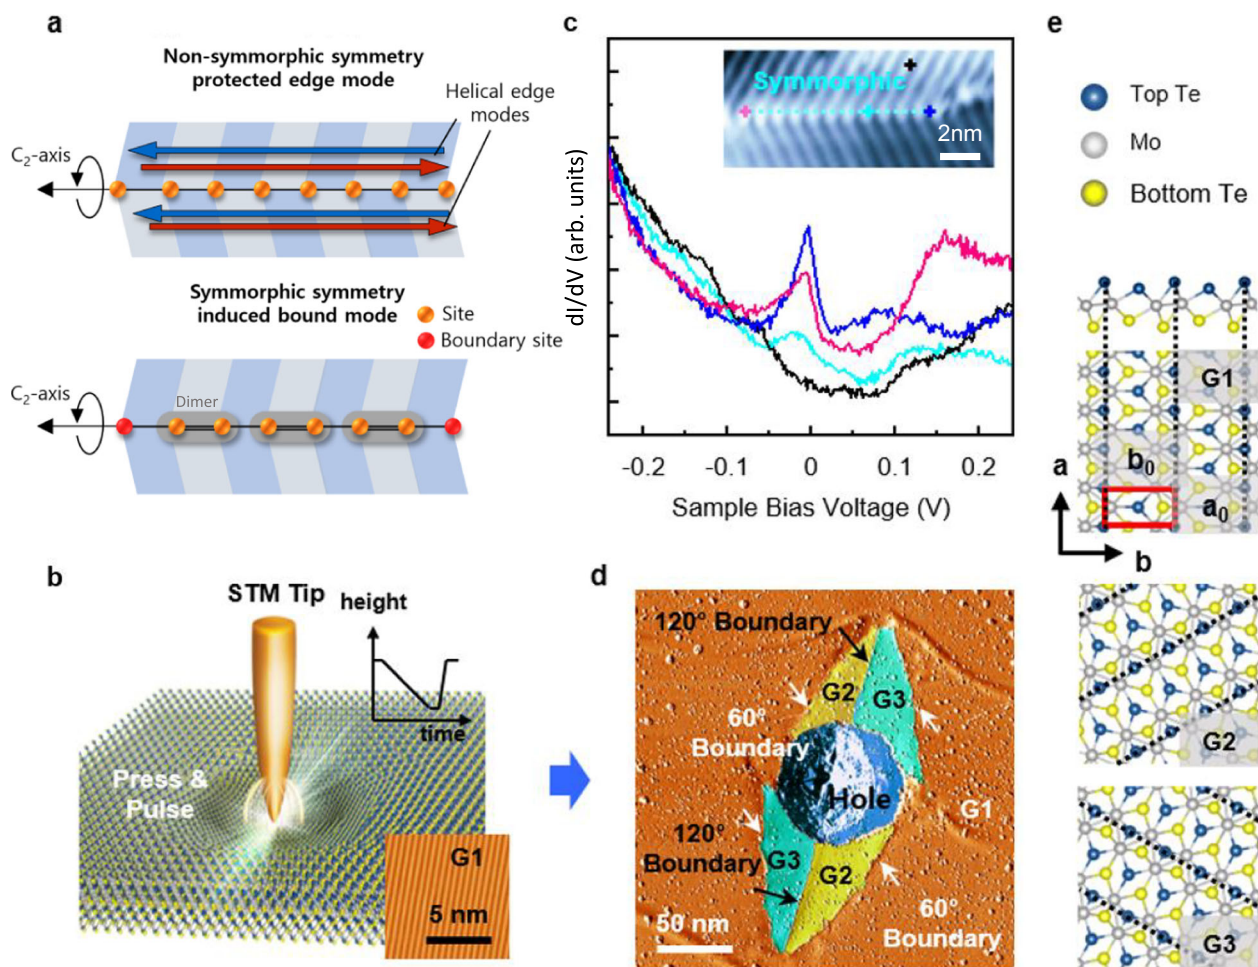 a
Non-symmorphic symmetry
protected edge mode
Helical edge
modes
C2-axis
Symmorphic symmetry
induced bound mode
Site
Boundary site
C2-axis
Dimer
b
STM Tip
height
time
Press &
Pulse
G1
5 nm
c
dI/dV (arb. units)
Symmorphic
2nm
-0.2 -0.1 0 0.1 0.2
Sample Bias Voltage (V)
d
120° Boundary
G2
G3
60°
Boundary
Hole
G1
120°
Boundary
G3
G2
50 nm
60°
Boundary
e
Top Te
Mo
Bottom Te
G1
b0
a0
a
b
G2
G3